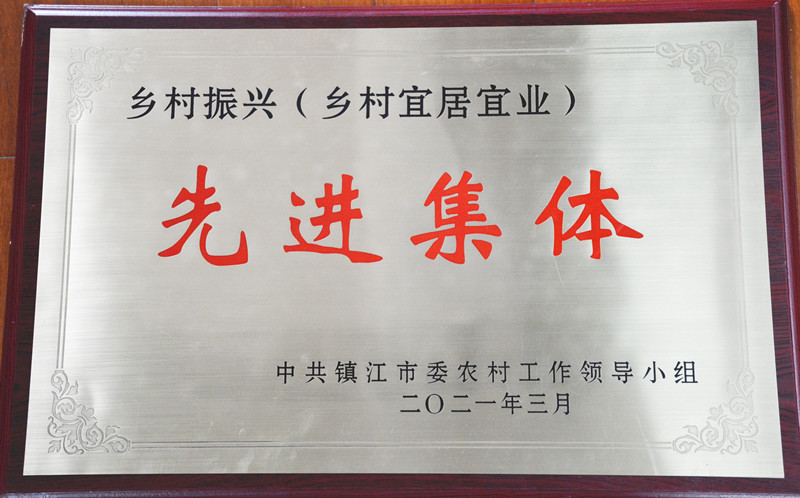 乡村振兴（乡村宜居宜业）
先进集体
中共镇江市委农村工作领导小组
二〇二一年三月